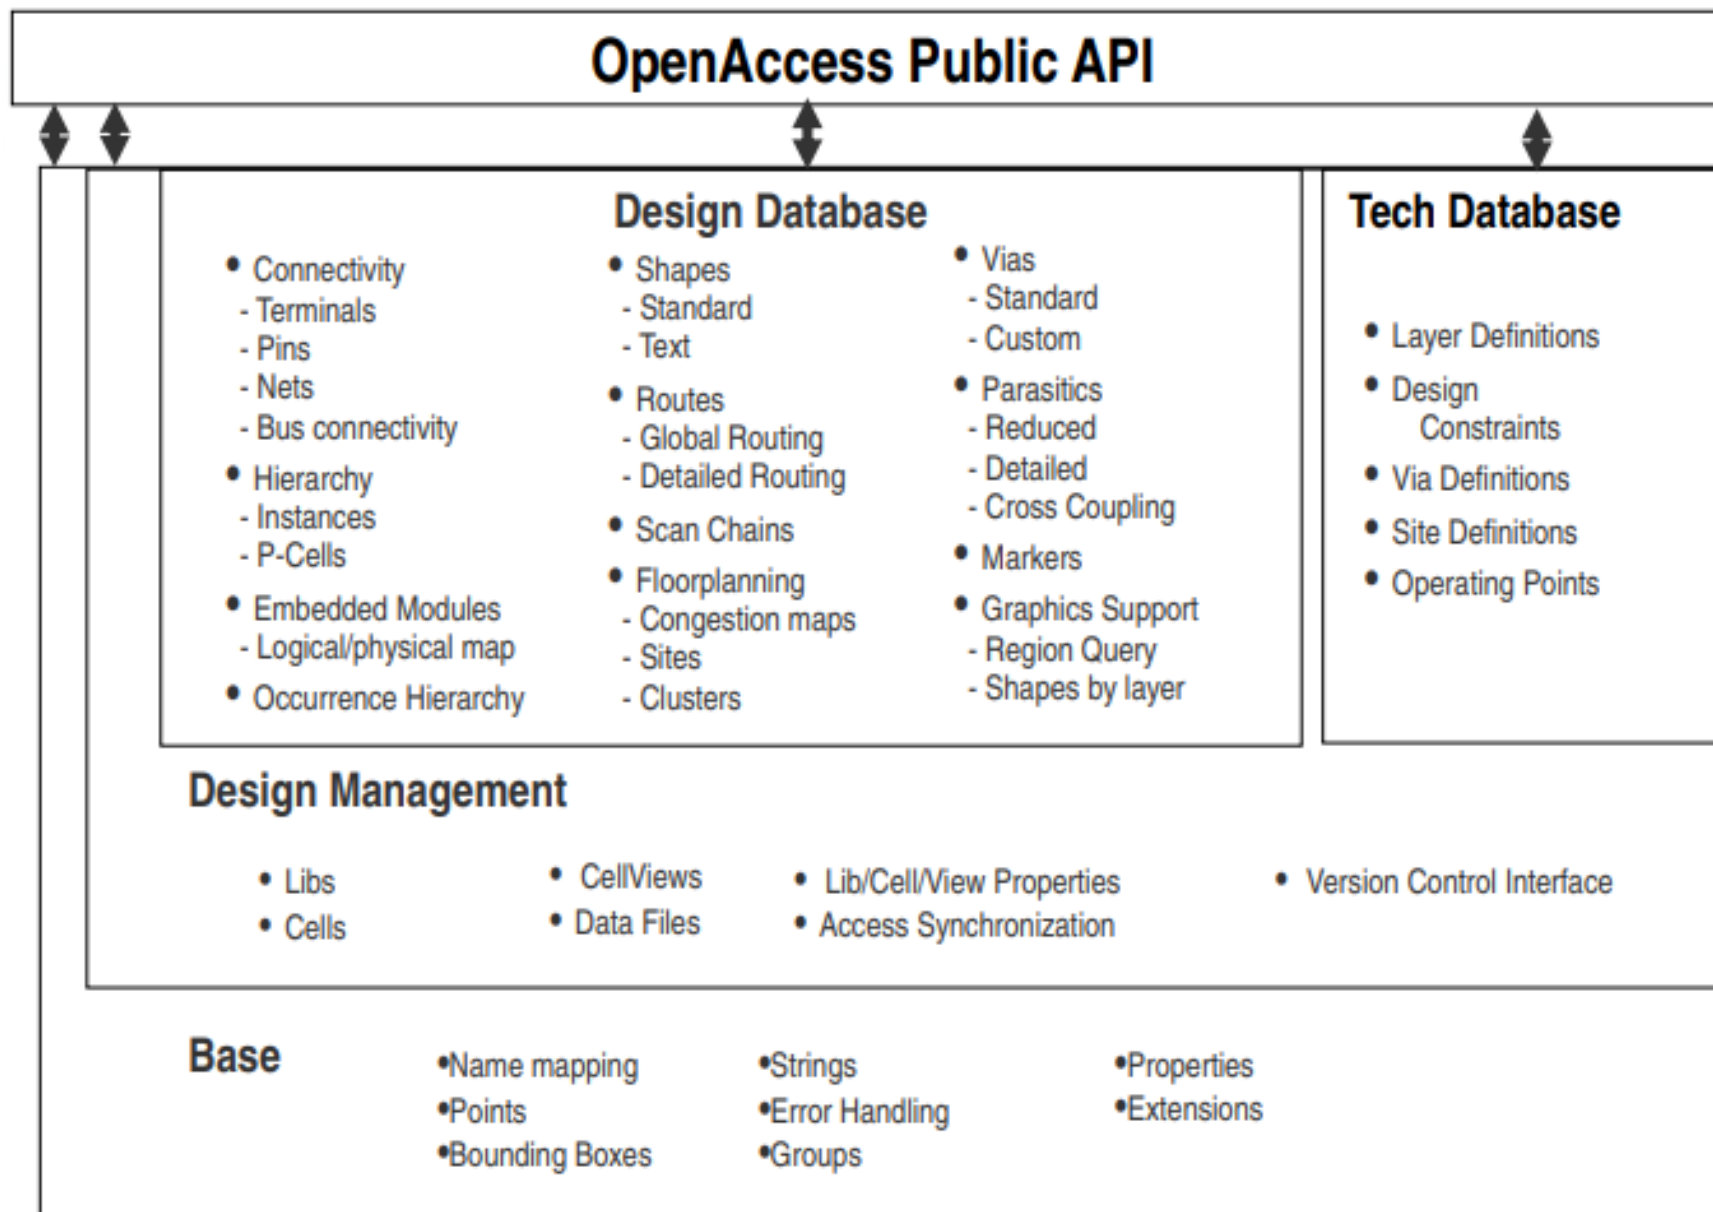 OpenAccess Public API
Design Database
• Connectivity
- Terminals
- Pins
- Nets
- Bus connectivity
• Hierarchy
- Instances
- P-Cells
• Embedded Modules
- Logical/physical map
• Occurrence Hierarchy
• Shapes
- Standard
- Text
• Routes
- Global Routing
- Detailed Routing
• Scan Chains
• Floorplanning
- Congestion maps
- Sites
- Clusters
• Vias
- Standard
- Custom
• Parasitics
- Reduced
- Detailed
- Cross Coupling
• Markers
• Graphics Support
- Region Query
- Shapes by layer
Tech Database
• Layer Definitions
• Design
Constraints
• Via Definitions
• Site Definitions
• Operating Points
Design Management
• Libs
• Cells
• CellViews
• Data Files
• Lib/Cell/View Properties
• Access Synchronization
• Version Control Interface
Base
•Name mapping
•Points
•Bounding Boxes
•Strings
•Error Handling
•Groups
•Properties
•Extensions